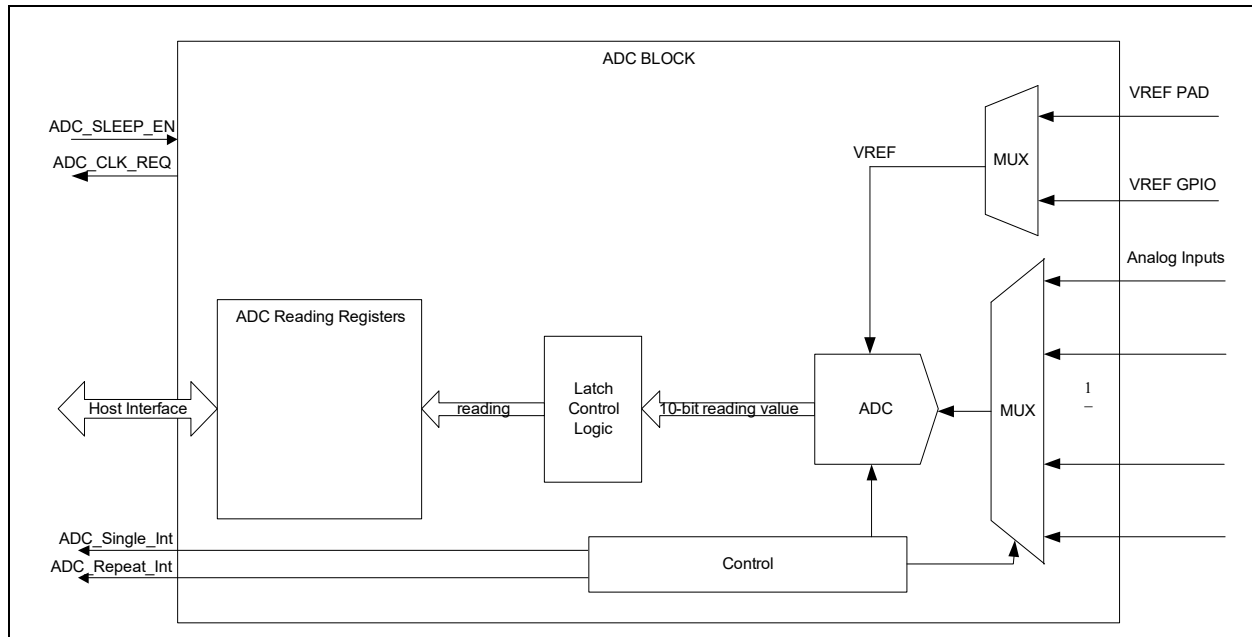 ADC BLOCK
VREF PAD
ADC_SLEEP_EN
ADC_CLK_REQ
VREF
MUX
VREF GPIO
Analog Inputs
ADC Reading Registers
Latch
Control
Logic
Host Interface
reading
10-bit reading value
ADC
MUX
1
–
ADC_Single_Int
ADC_Repeat_Int
Control